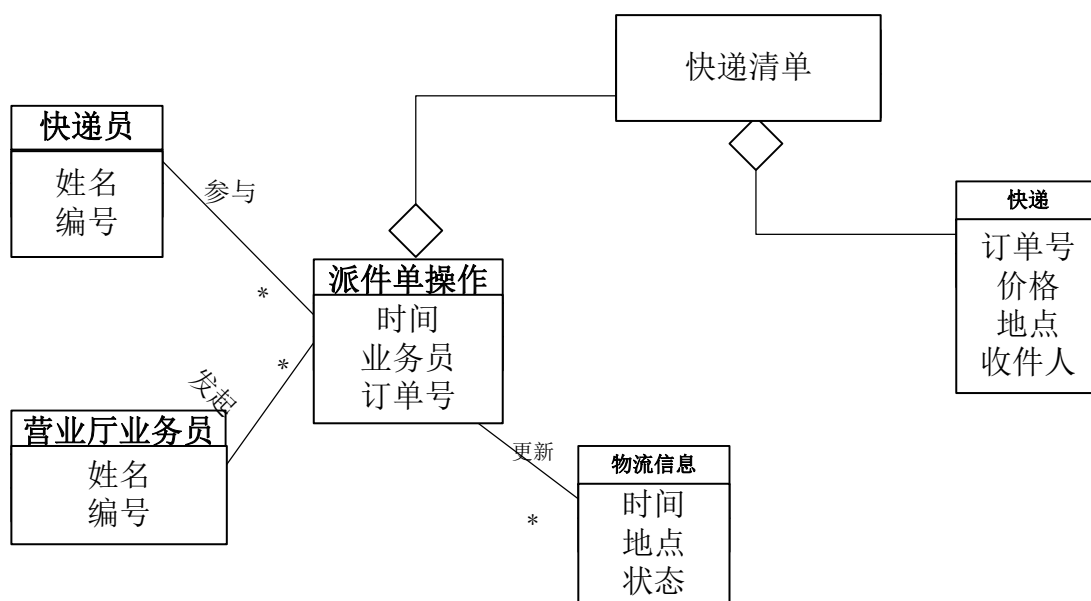 快递清单
快递员
姓名
编号
参与
*
快递
订单号
价格
地点
收件人
派件单操作
时间
业务员
订单号
*
发起
营业厅业务员
姓名
编号
更新
*
物流信息
时间
地点
状态